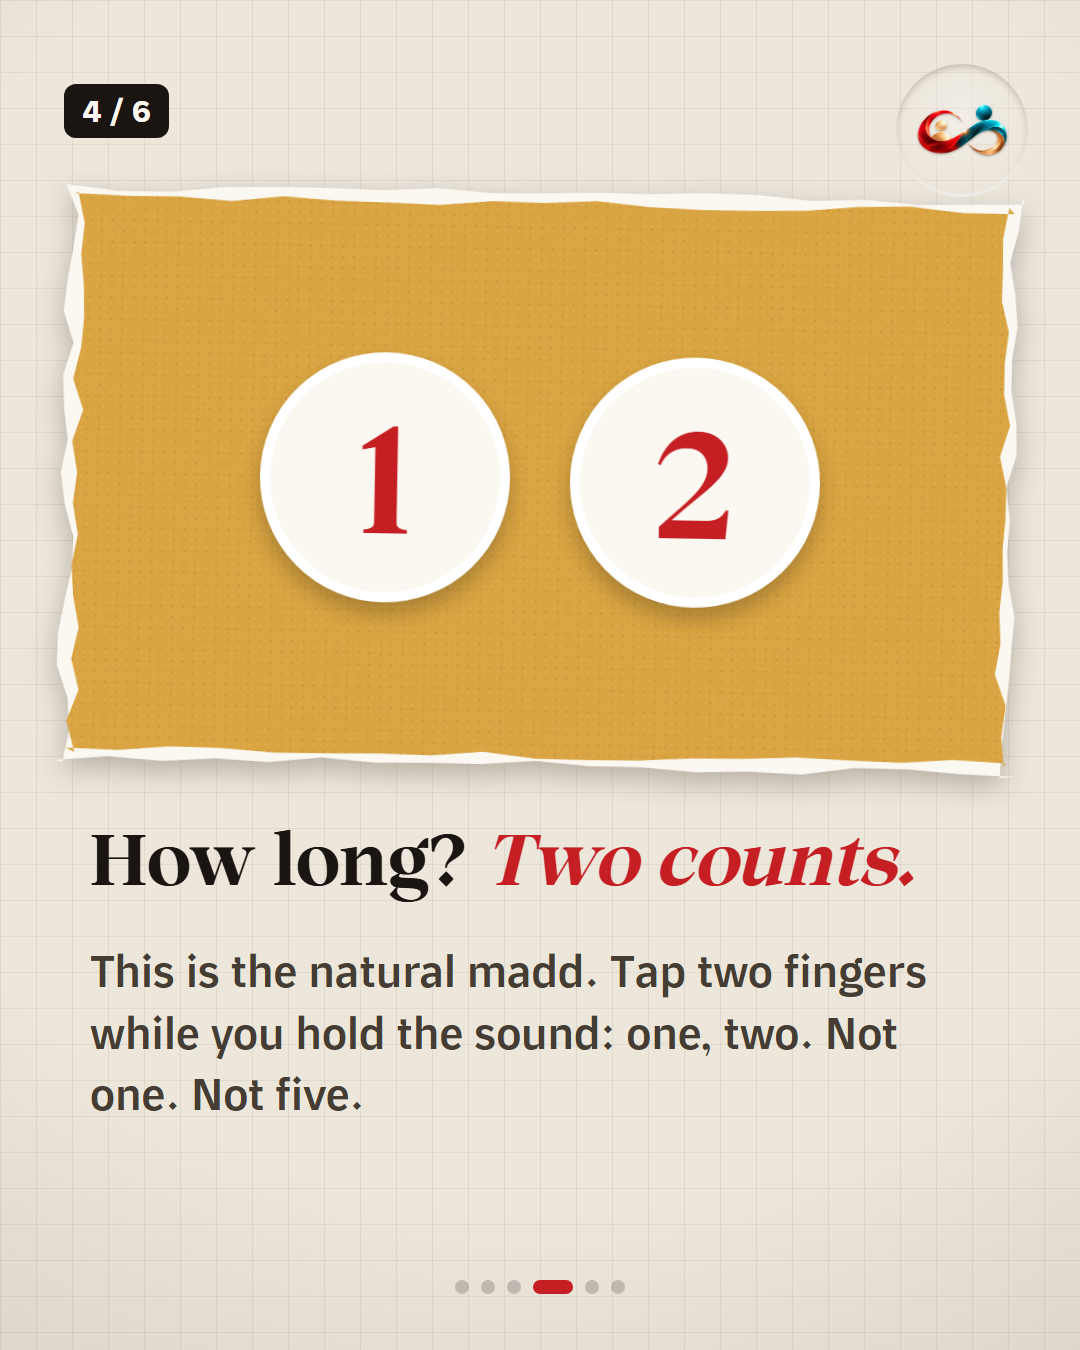 4 / 6
1 2
How long? Two counts.
This is the natural madd. Tap two fingers
while you hold the sound: one, two. Not
one. Not five.